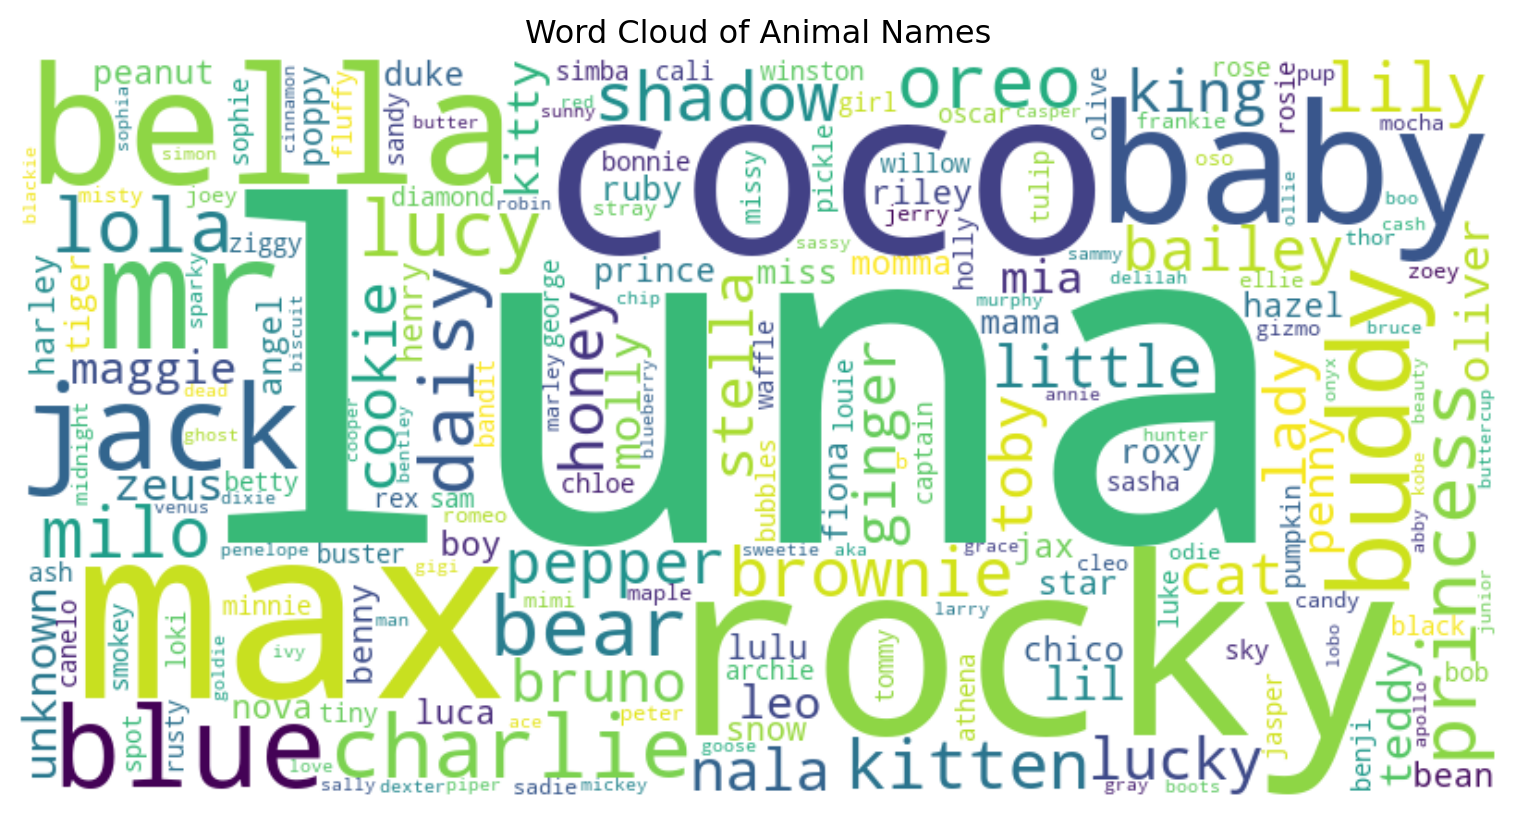 Word Cloud of Animal Names
bella
peanut
sophia
simon
sophie
cinnamon
poppy
fluffy
sandy
duke
butter
kitty
simba
cali
sunny
red
shadow
winston
girl
oreo
oscar
casper
olive
king
frankie
rose
rosie
pup
lily
mocha
blackie
misty
joey
lola
ziggy
diamond
robin
lucy
coco
bonnie
ruby
stray
missy
pickle
willow
riley
jerry
tulip
sassy
holly
baby
oso
ollie
boo
cash
thor
bailey
sammy
delilah
ellie
zoey
oliver
harley
tiger
mr
sparky
angel
biscuit
henry
cookie
daisy
george
prince
chip
miss
momma
mia
murphy
mama
hazel
gizmo
bruce
buddy
luna
maggie
dead
jack
ghost
midnight
zeus
venus
dixie
betty
cooper
bentley
bandit
marley
honey
molly
blueberry
chloe
stella
waffle
bubbles
louie
fiona
ginger
b
captain
little
annie
toby
roxy
hunter
sasha
lady
pumpkin
penny
onyx
beauty
kobe
abby
princess
buttercup
rex
sam
romeo
milo
penelope
buster
boy
gigi
pepper
sweetie
aka
grace
jax
cleo
odie
cat
star
luke
candy
ash
unknown
canelo
max
smokey
loki
minnie
goldie
ivy
benny
man
mimi
maple
bear
brownie
larry
rocky
lulu
archie
tommy
athena
chico
lil
sky
lobo
black
junior
bob
bruno
leo
snow
jasper
teddy
apollo
blue
spot
rusty
nova
tiny
luca
ace
peter
charlie
love
sally
dexter
piper
sadie
mickey
goose
nala
kitten
lucky
gray
boots
benji
bean